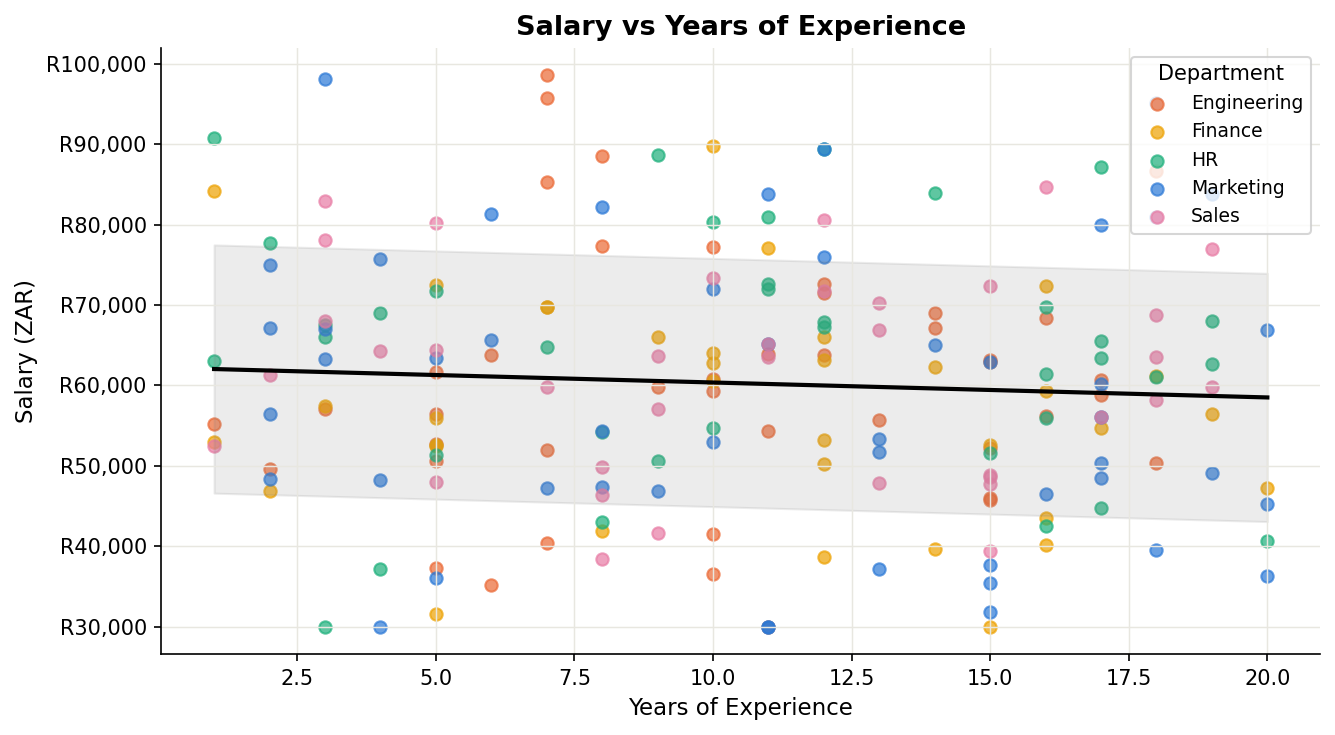 Salary vs Years of Experience
R100,000
R90,000
R80,000
R70,000
R60,000
R50,000
R40,000
R30,000
Salary (ZAR)
Department
Engineering
Finance
HR
Marketing
Sales
2.5 5.0 7.5 10.0 12.5 15.0 17.5 20.0
Years of Experience